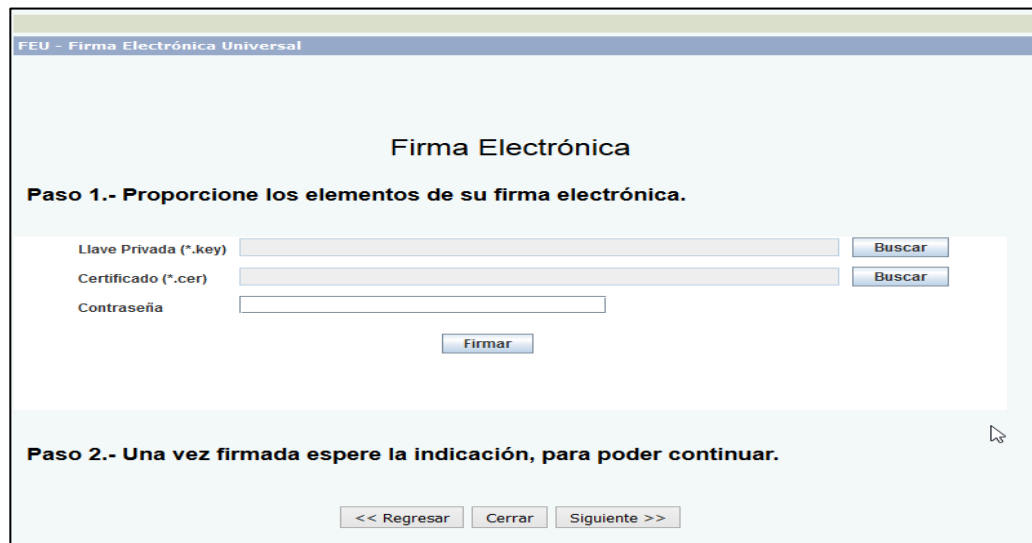 FEU - Firma Electrónica Universal
Firma Electrónica
Paso 1.- Proporcione los elementos de su firma electrónica.
Llave Privada (*.key) Buscar
Certificado (*.cer) Buscar
Contraseña
Firmar
Paso 2.- Una vez firmada espere la indicación, para poder continuar.
<< Regresar Cerrar Siguiente >>